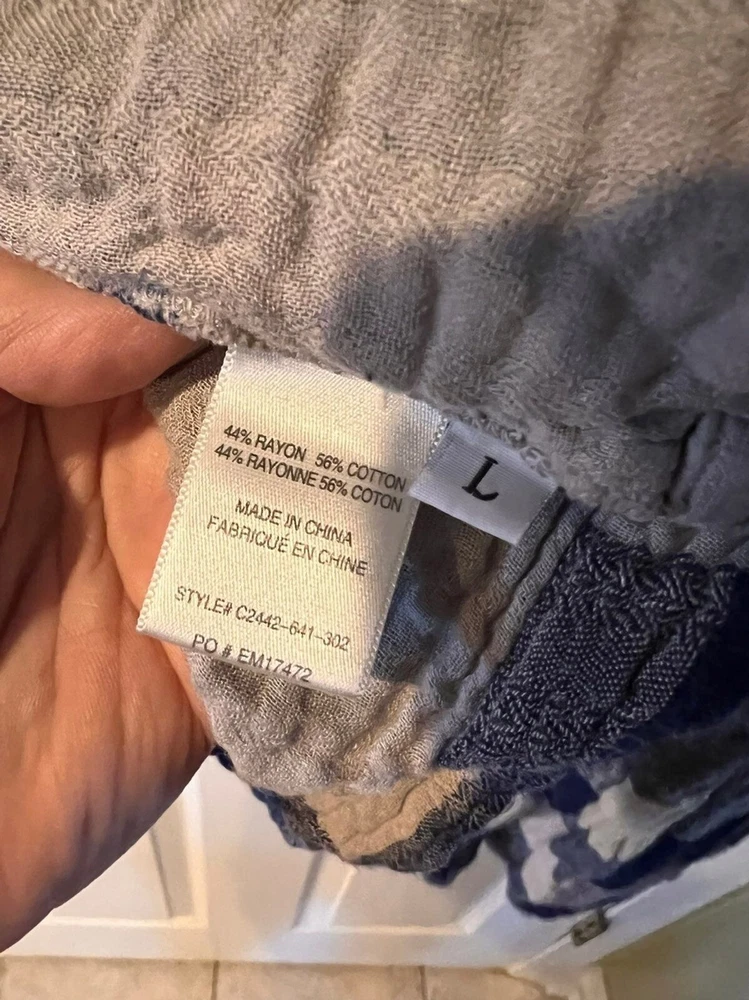 44% RAYON 56% COTTON
44% RAYONNE 56% COTON
MADE IN CHINA
FABRIQUÉ EN CHINE
STYLE# C2442-641-302
PO # EM17472
L